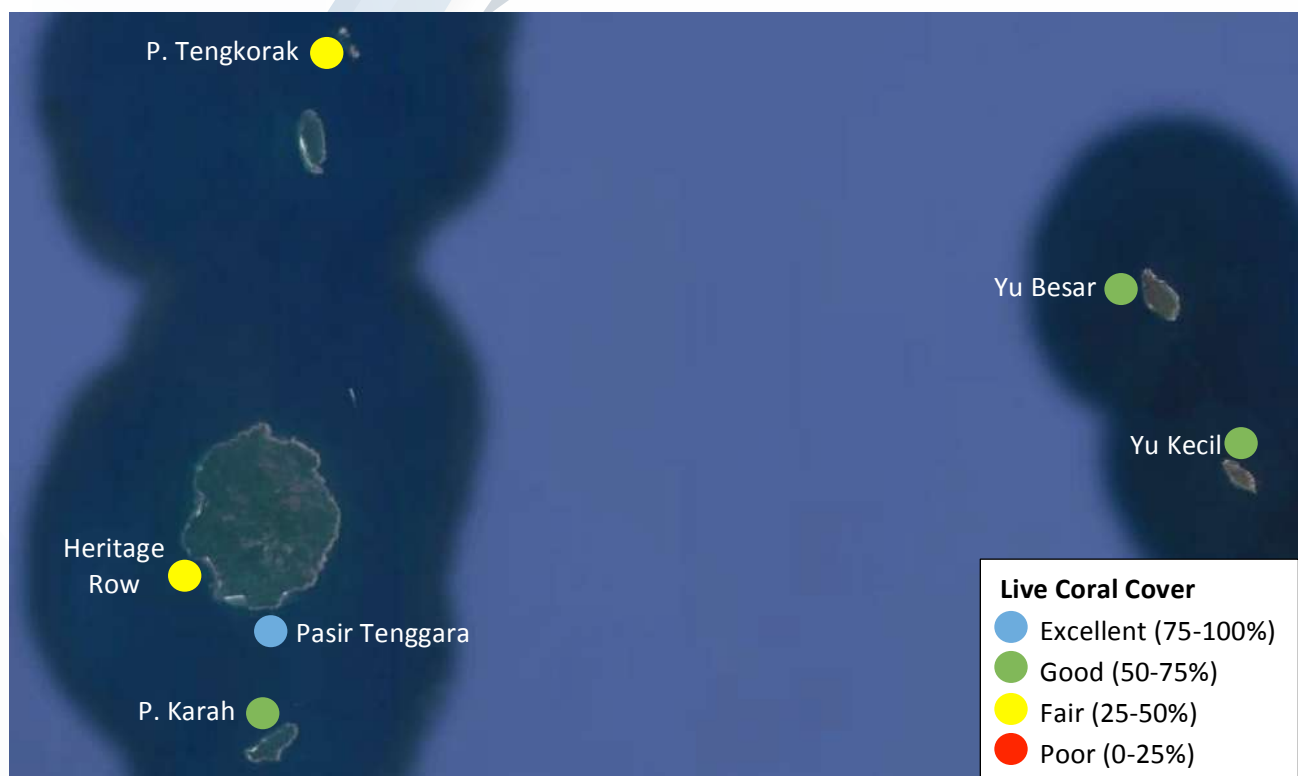 P. Tengkorak
Yu Besar
Yu Kecil
Heritage
Row
Pasir Tenggara
P. Karah
Live Coral Cover
Excellent (75-100%)
Good (50-75%)
Fair (25-50%)
Poor (0-25%)